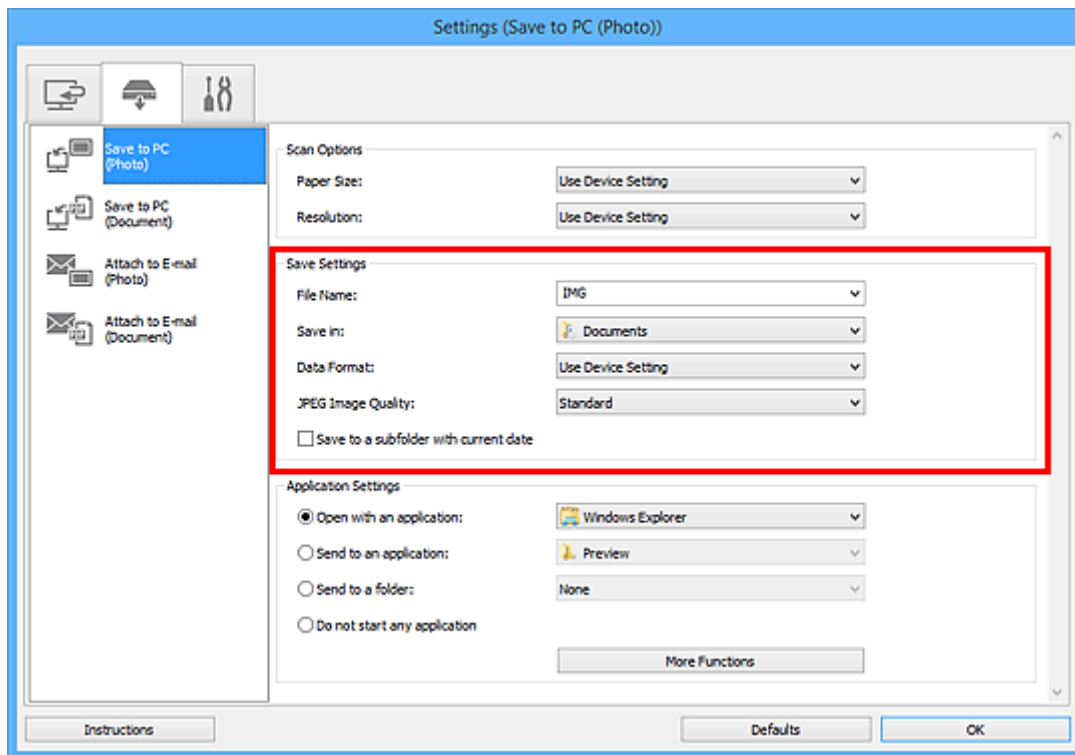 Settings (Save to PC (Photo))
Save to PC
(Photo)
Save to PC
(Document)
Attach to E-mail
(Photo)
Attach to E-mail
(Document)
Scan Options
Paper Size: Use Device Setting
Resolution: Use Device Setting
Save Settings
File Name: IMG
Save in: Documents
Data Format: Use Device Setting
JPEG Image Quality: Standard
Save to a subfolder with current date
Application Settings
Open with an application: Windows Explorer
Send to an application: Preview
Send to a folder: None
Do not start any application
More Functions
Instructions Defaults OK